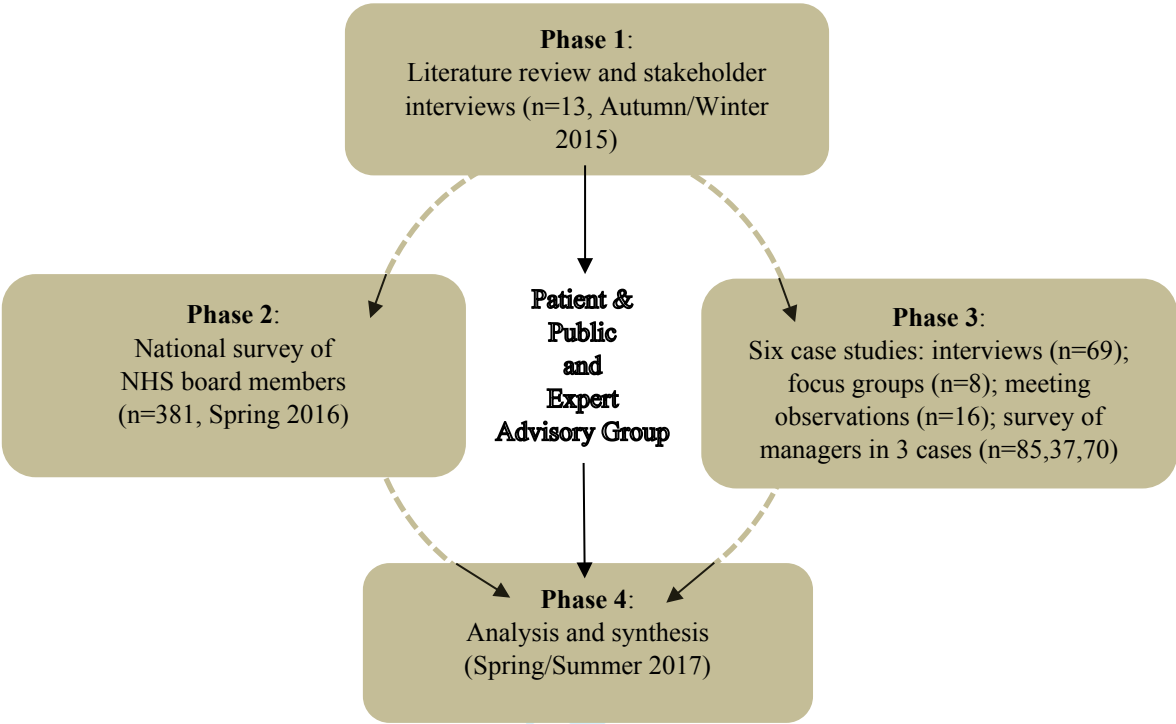 Phase 1:
Literature review and stakeholder
interviews (n=13, Autumn/Winter
2015)
Phase 2:
National survey of
NHS board members
(n=381, Spring 2016)
Patient &
Public
and
Expert
Advisory Group
Phase 3:
Six case studies: interviews (n=69);
focus groups (n=8); meeting
observations (n=16); survey of
managers in 3 cases (n=85,37,70)
Phase 4:
Analysis and synthesis
(Spring/Summer 2017)